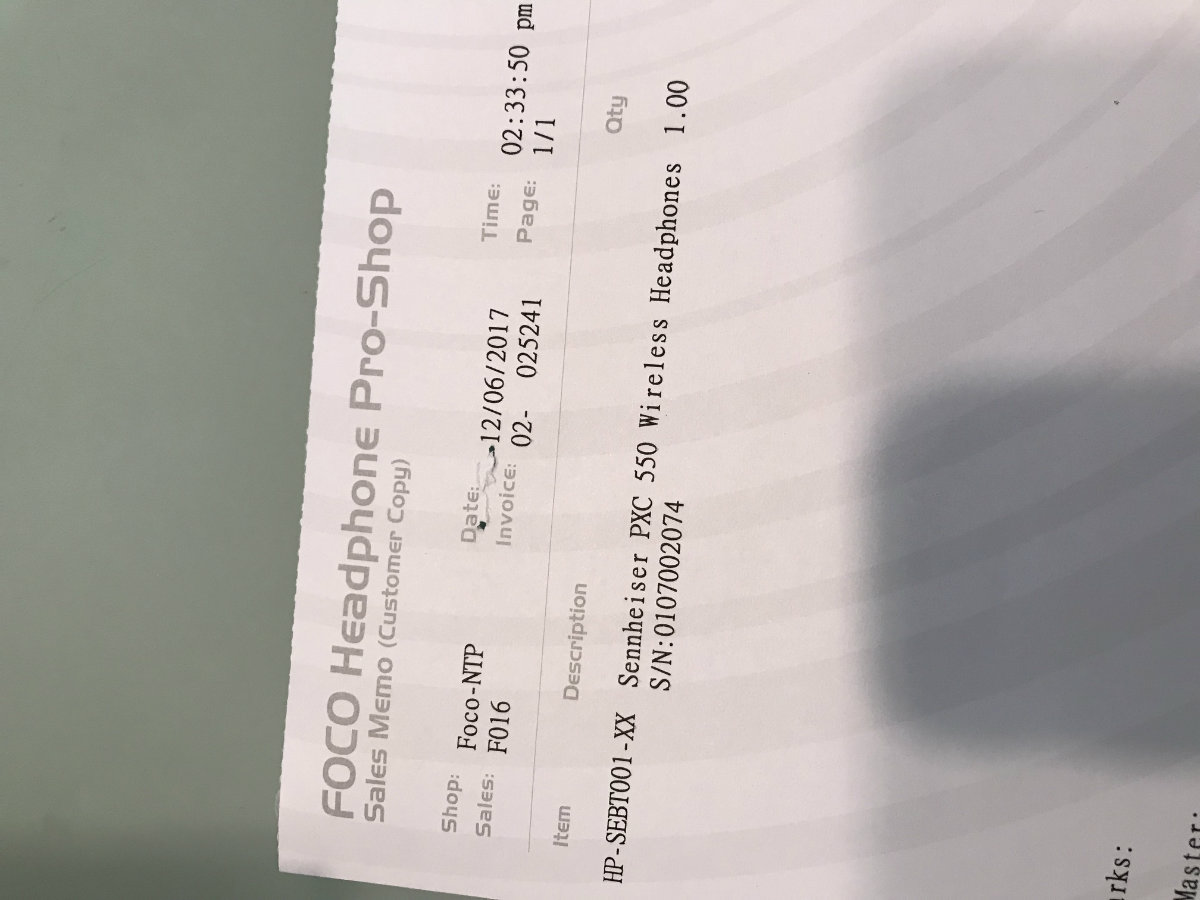 FOCO Headphone Pro-Shop
Sales Memo (Customer Copy)
Shop: Foco-NTP Date: 12/06/2017 Time: 02:33:50 pm
Sales: F016 Invoice: 02- 025241 Page: 1/1
Item Description Qty
HP-SEBT001-XX Sennheiser PXC 550 Wireless Headphones 1.00
S/N:0107002074
Master: